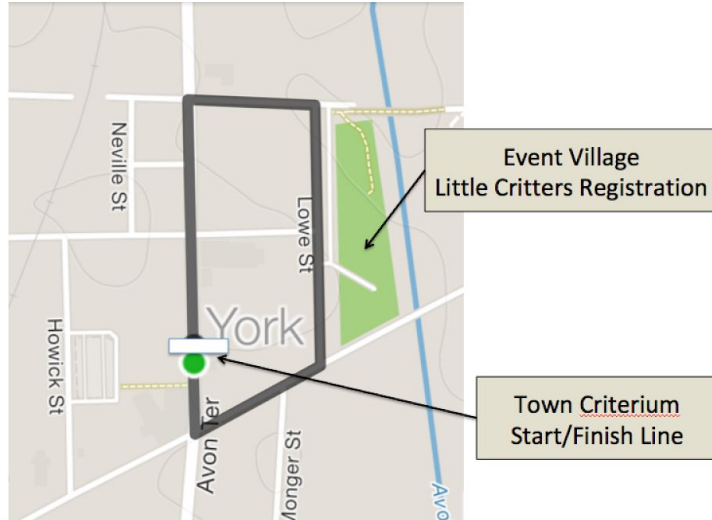 Event Village
Little Critters Registration
Neville St
Lowe St
York
Howick St
Town Criterium
Start/Finish Line
Avon Ter
Monger St
Avo